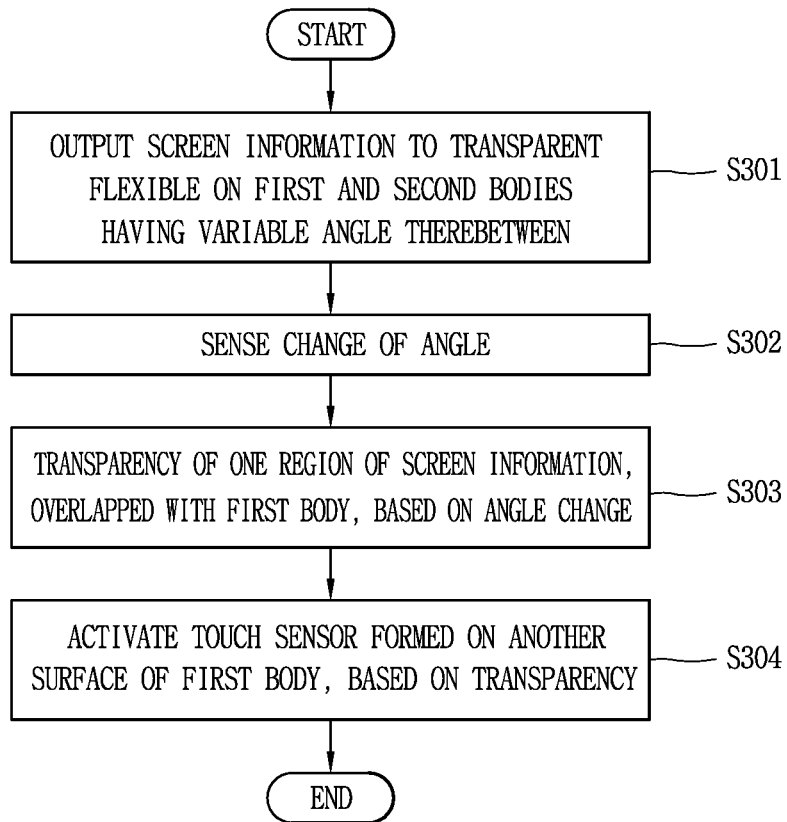 START
OUTPUT SCREEN INFORMATION TO TRANSPARENT
FLEXIBLE ON FIRST AND SECOND BODIES
HAVING VARIABLE ANGLE THEREBETWEEN
S301
SENSE CHANGE OF ANGLE
S302
TRANSPARENCY OF ONE REGION OF SCREEN INFORMATION,
OVERLAPPED WITH FIRST BODY, BASED ON ANGLE CHANGE
S303
ACTIVATE TOUCH SENSOR FORMED ON ANOTHER
SURFACE OF FIRST BODY, BASED ON TRANSPARENCY
S304
END